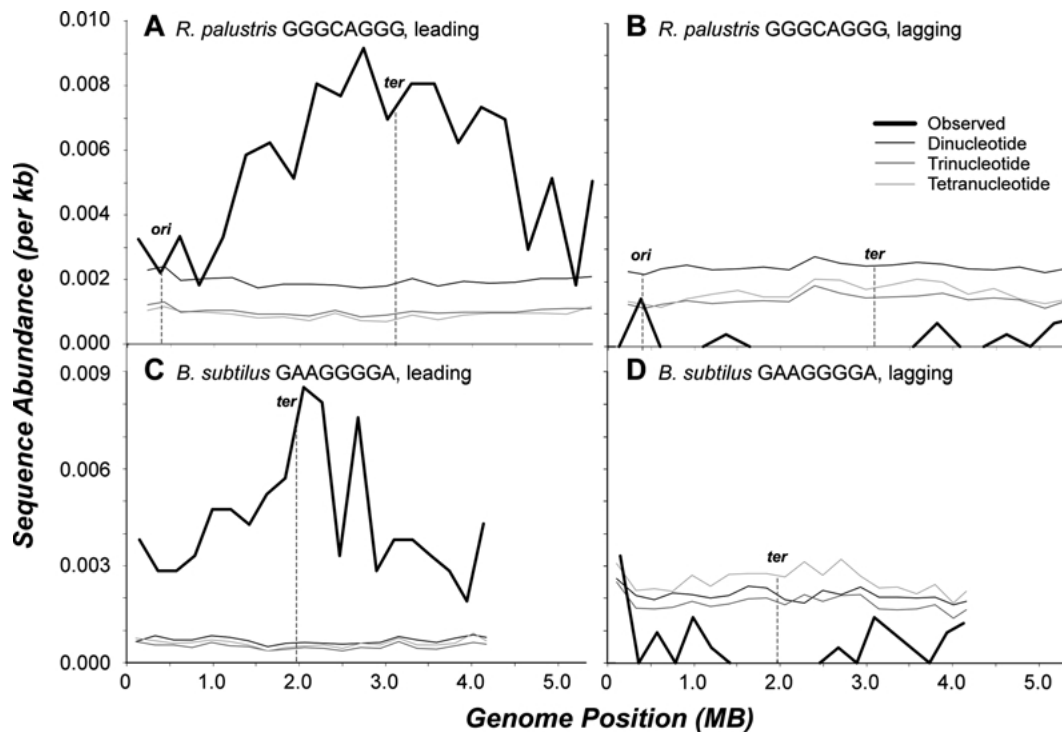 A R. palustris GGGCAGGG, leading
B R. palustris GGGCAGGG, lagging
0.010
0.008
0.006
0.004
0.002
0.000
ori
ter
Observed
Dinucleotide
Trinucleotide
Tetranucleotide
ori
ter
Sequence Abundance (per kb)
C B. subtilus GAAGGGGA, leading
D B. subtilus GAAGGGGA, lagging
0.009
0.006
0.003
0.000
ter
ter
0 1.0 2.0 3.0 4.0 5.0
0 1.0 2.0 3.0 4.0 5.0
Genome Position (MB)